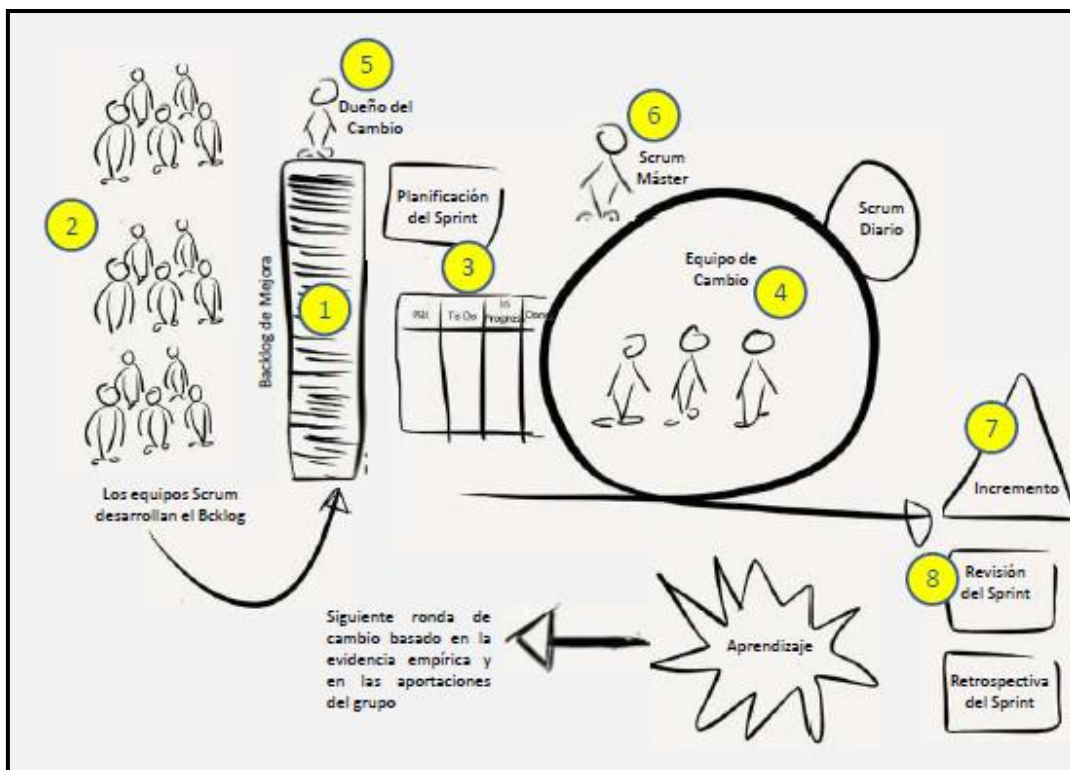 5
Dueño del
Cambio
6
Scrum
Máster
Planificación
del Sprint
Scrum
Diario
2
3
Equipo de
Cambio
4
Backlog de Mejora
1
PBI
To Do
In
Progress
Done
7
Incremento
Los equipos Scrum
desarrollan el Bcklog
8
Revisión
del Sprint
Siguiente ronda de
cambio basado en la
evidencia empírica y
en las aportaciones
del grupo
Aprendizaje
Retrospectiva
del Sprint